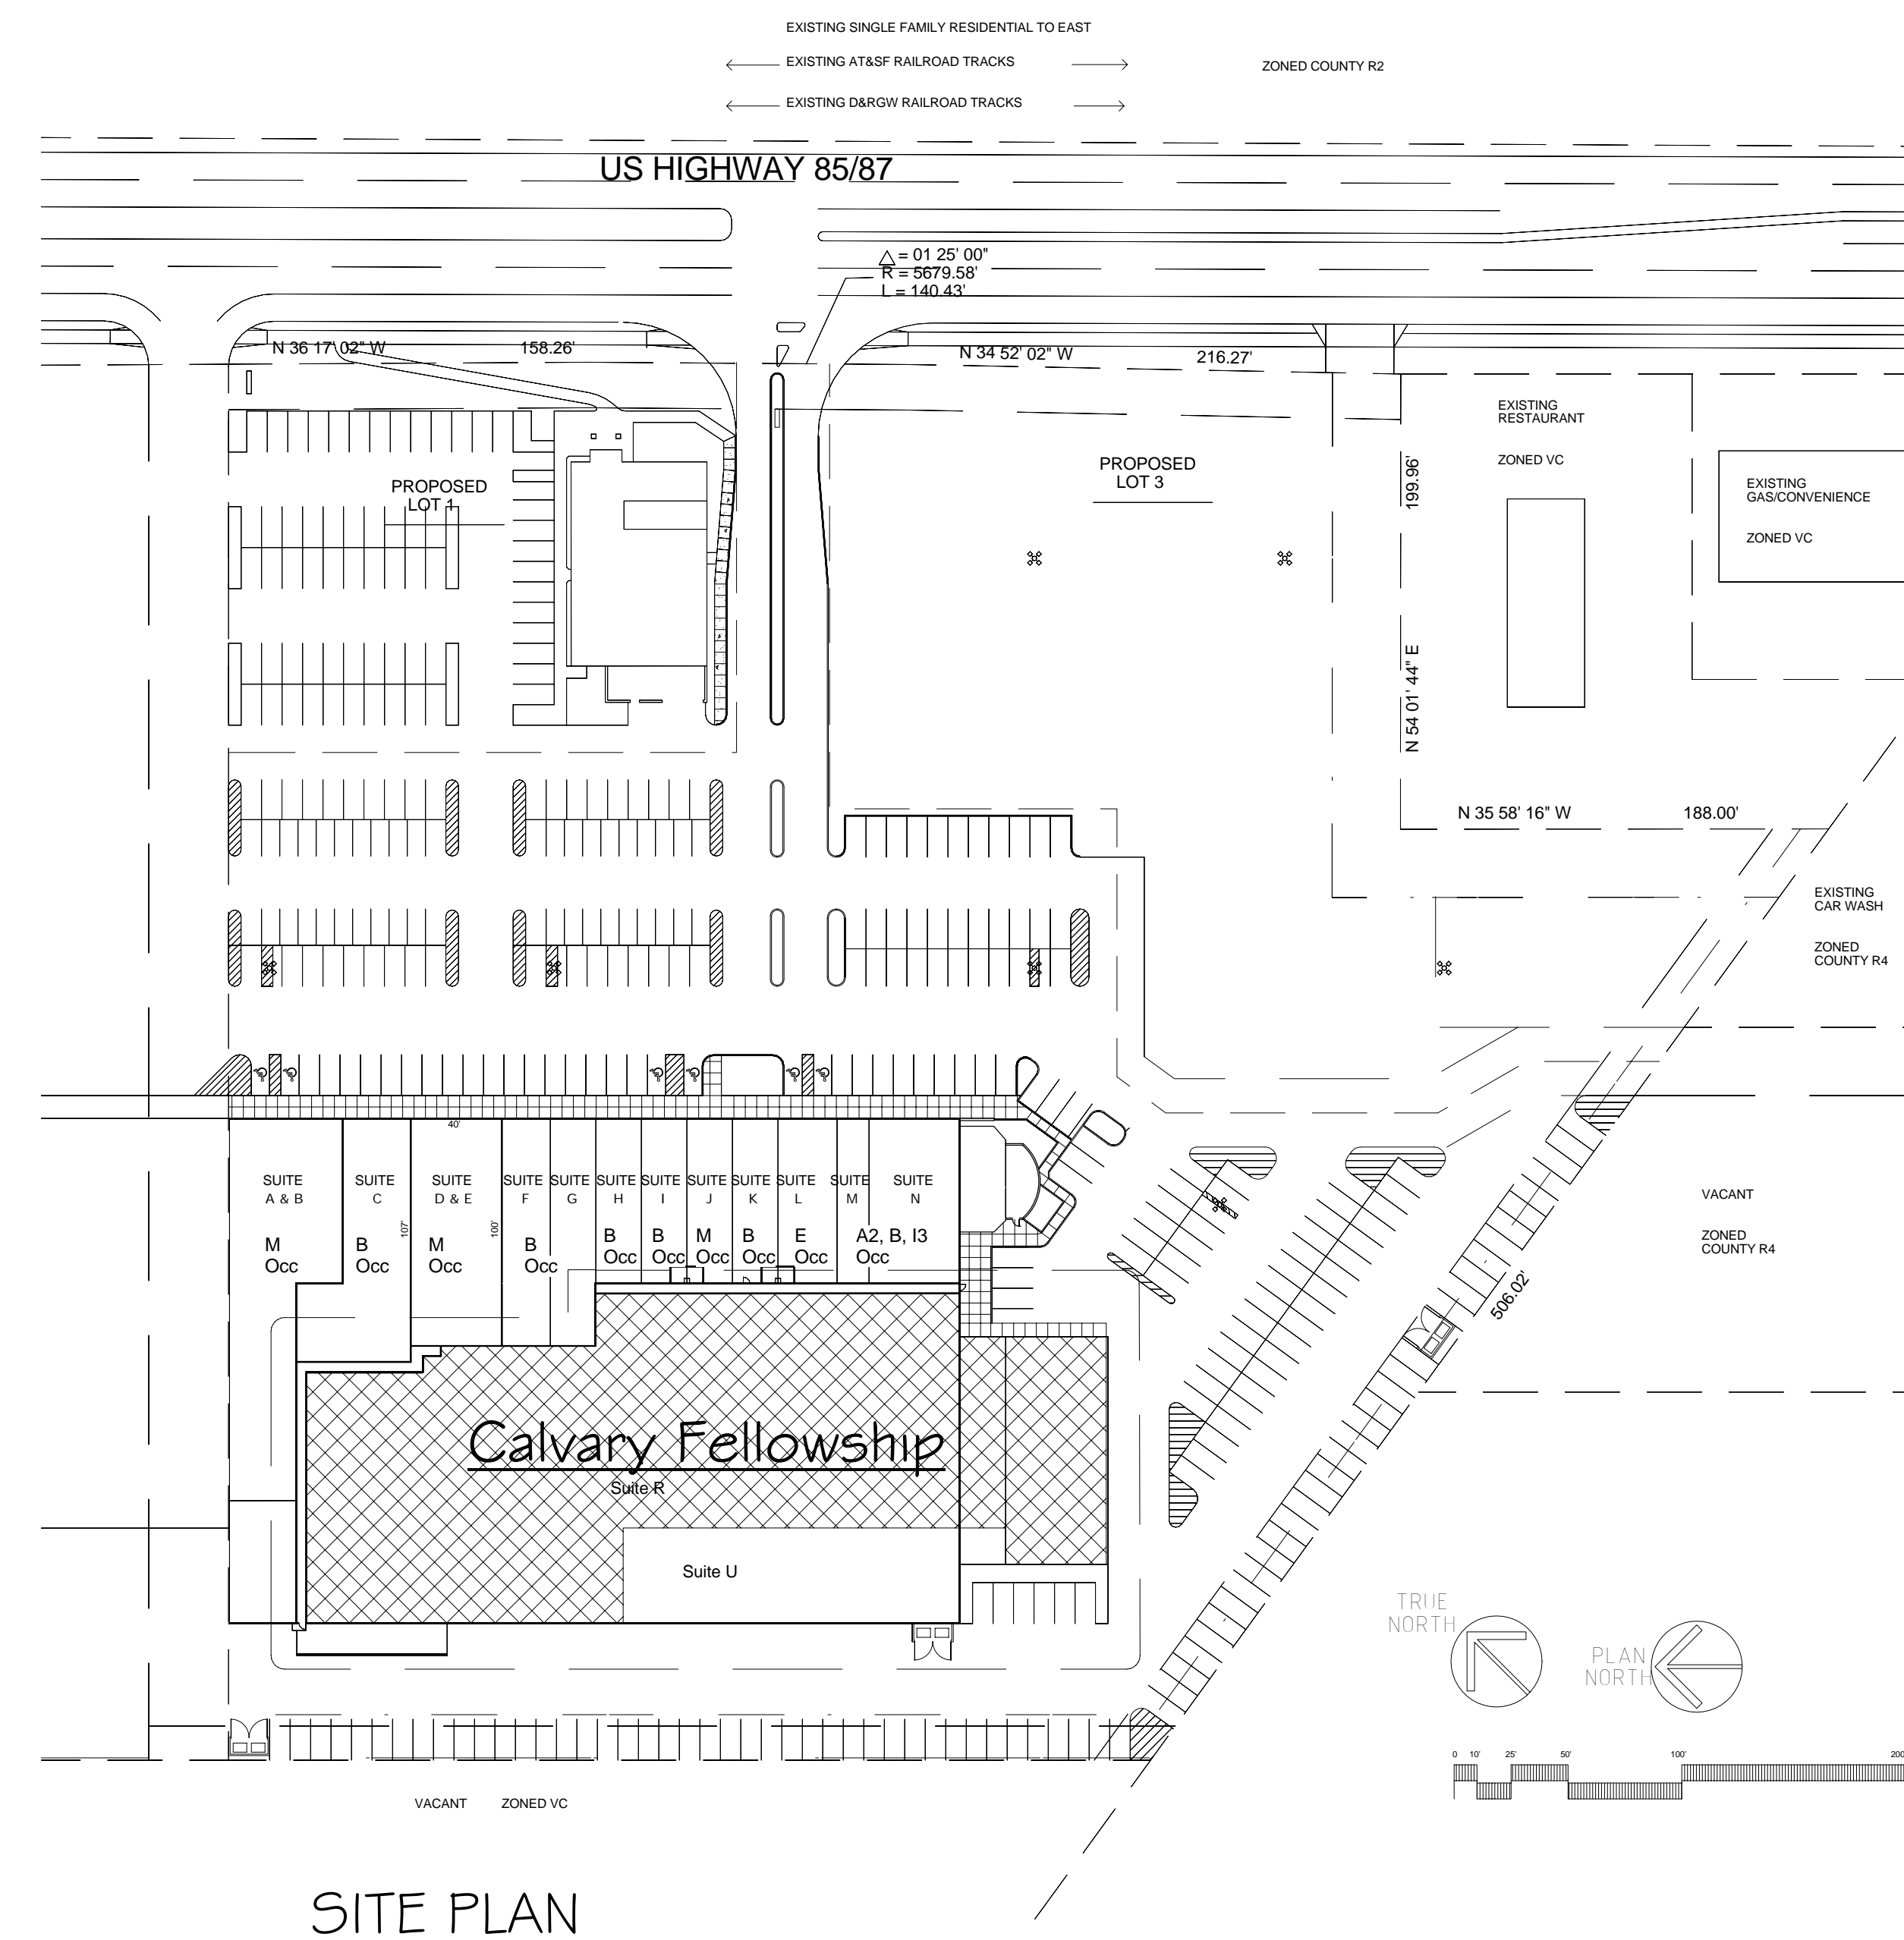 EXISTING SINGLE FAMILY RESIDENTIAL TO EAST
EXISTING AT&SF RAILROAD TRACKS
ZONED COUNTY R2
EXISTING D&RGW RAILROAD TRACKS
US HIGHWAY 85/87
△ = 01 25' 00"
R = 5679.58'
L = 140.43'
N 36 17' 02" W
158.26'
N 34 52' 02" W
216.27'
EXISTING
RESTAURANT
ZONED VC
EXISTING
GAS/CONVENIENCE
ZONED VC
PROPOSED
LOT 1
PROPOSED
LOT 3
199.96'
N 54 01' 44" E
N 35 58' 16" W
188.00'
EXISTING
CAR WASH
ZONED
COUNTY R4
40'
SUITE
A & B
SUITE
C
SUITE
D & E
SUITE
F
SUITE
G
SUITE
H
SUITE
I
SUITE
J
SUITE
K
SUITE
L
SUITE
M
SUITE
N
107'
100'
M
Occ
B
Occ
M
Occ
B
Occ
B
Occ
B
Occ
M
Occ
B
Occ
E
Occ
A2, B, I3
Occ
VACANT
ZONED
COUNTY R4
506.02'
Calvary Fellowship
Suite R
Suite U
TRUE
NORTH
PLAN
NORTH
0 10' 25' 50' 100' 200
VACANT ZONED VC
SITE PLAN